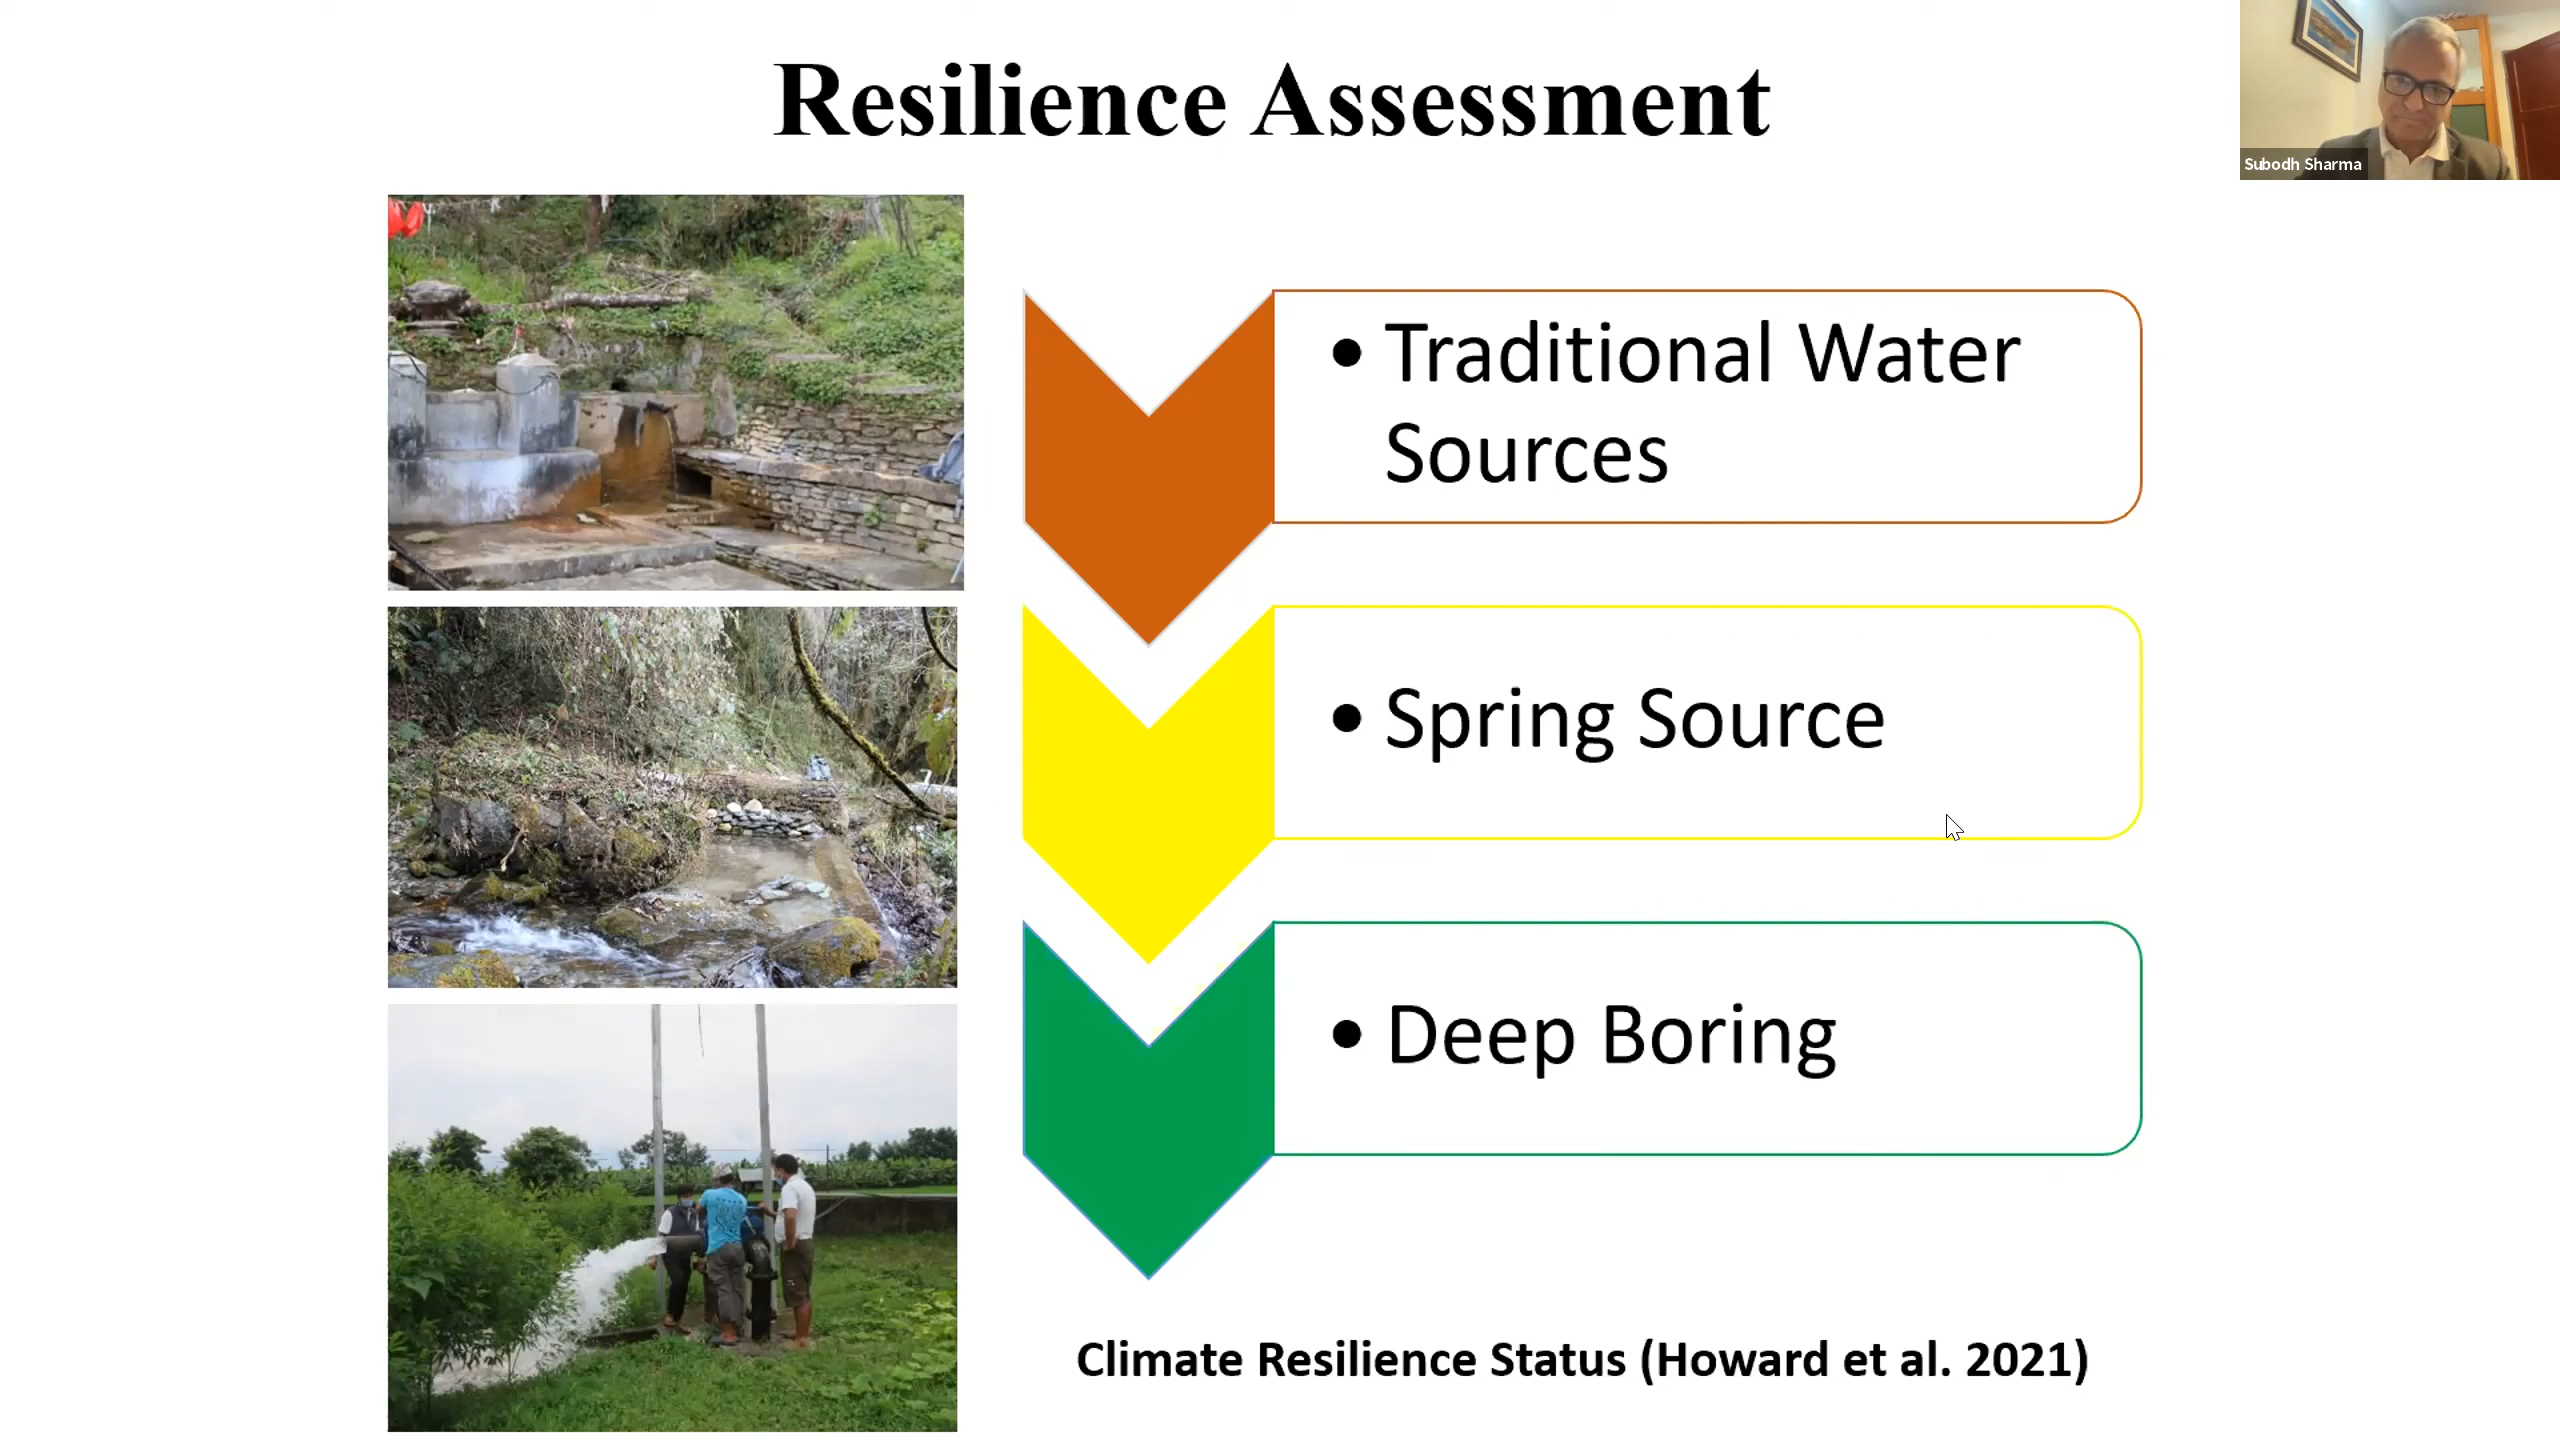 Resilience Assessment
Subodh Sharma
• Traditional Water
Sources
• Spring Source
• Deep Boring
Climate Resilience Status (Howard et al. 2021)